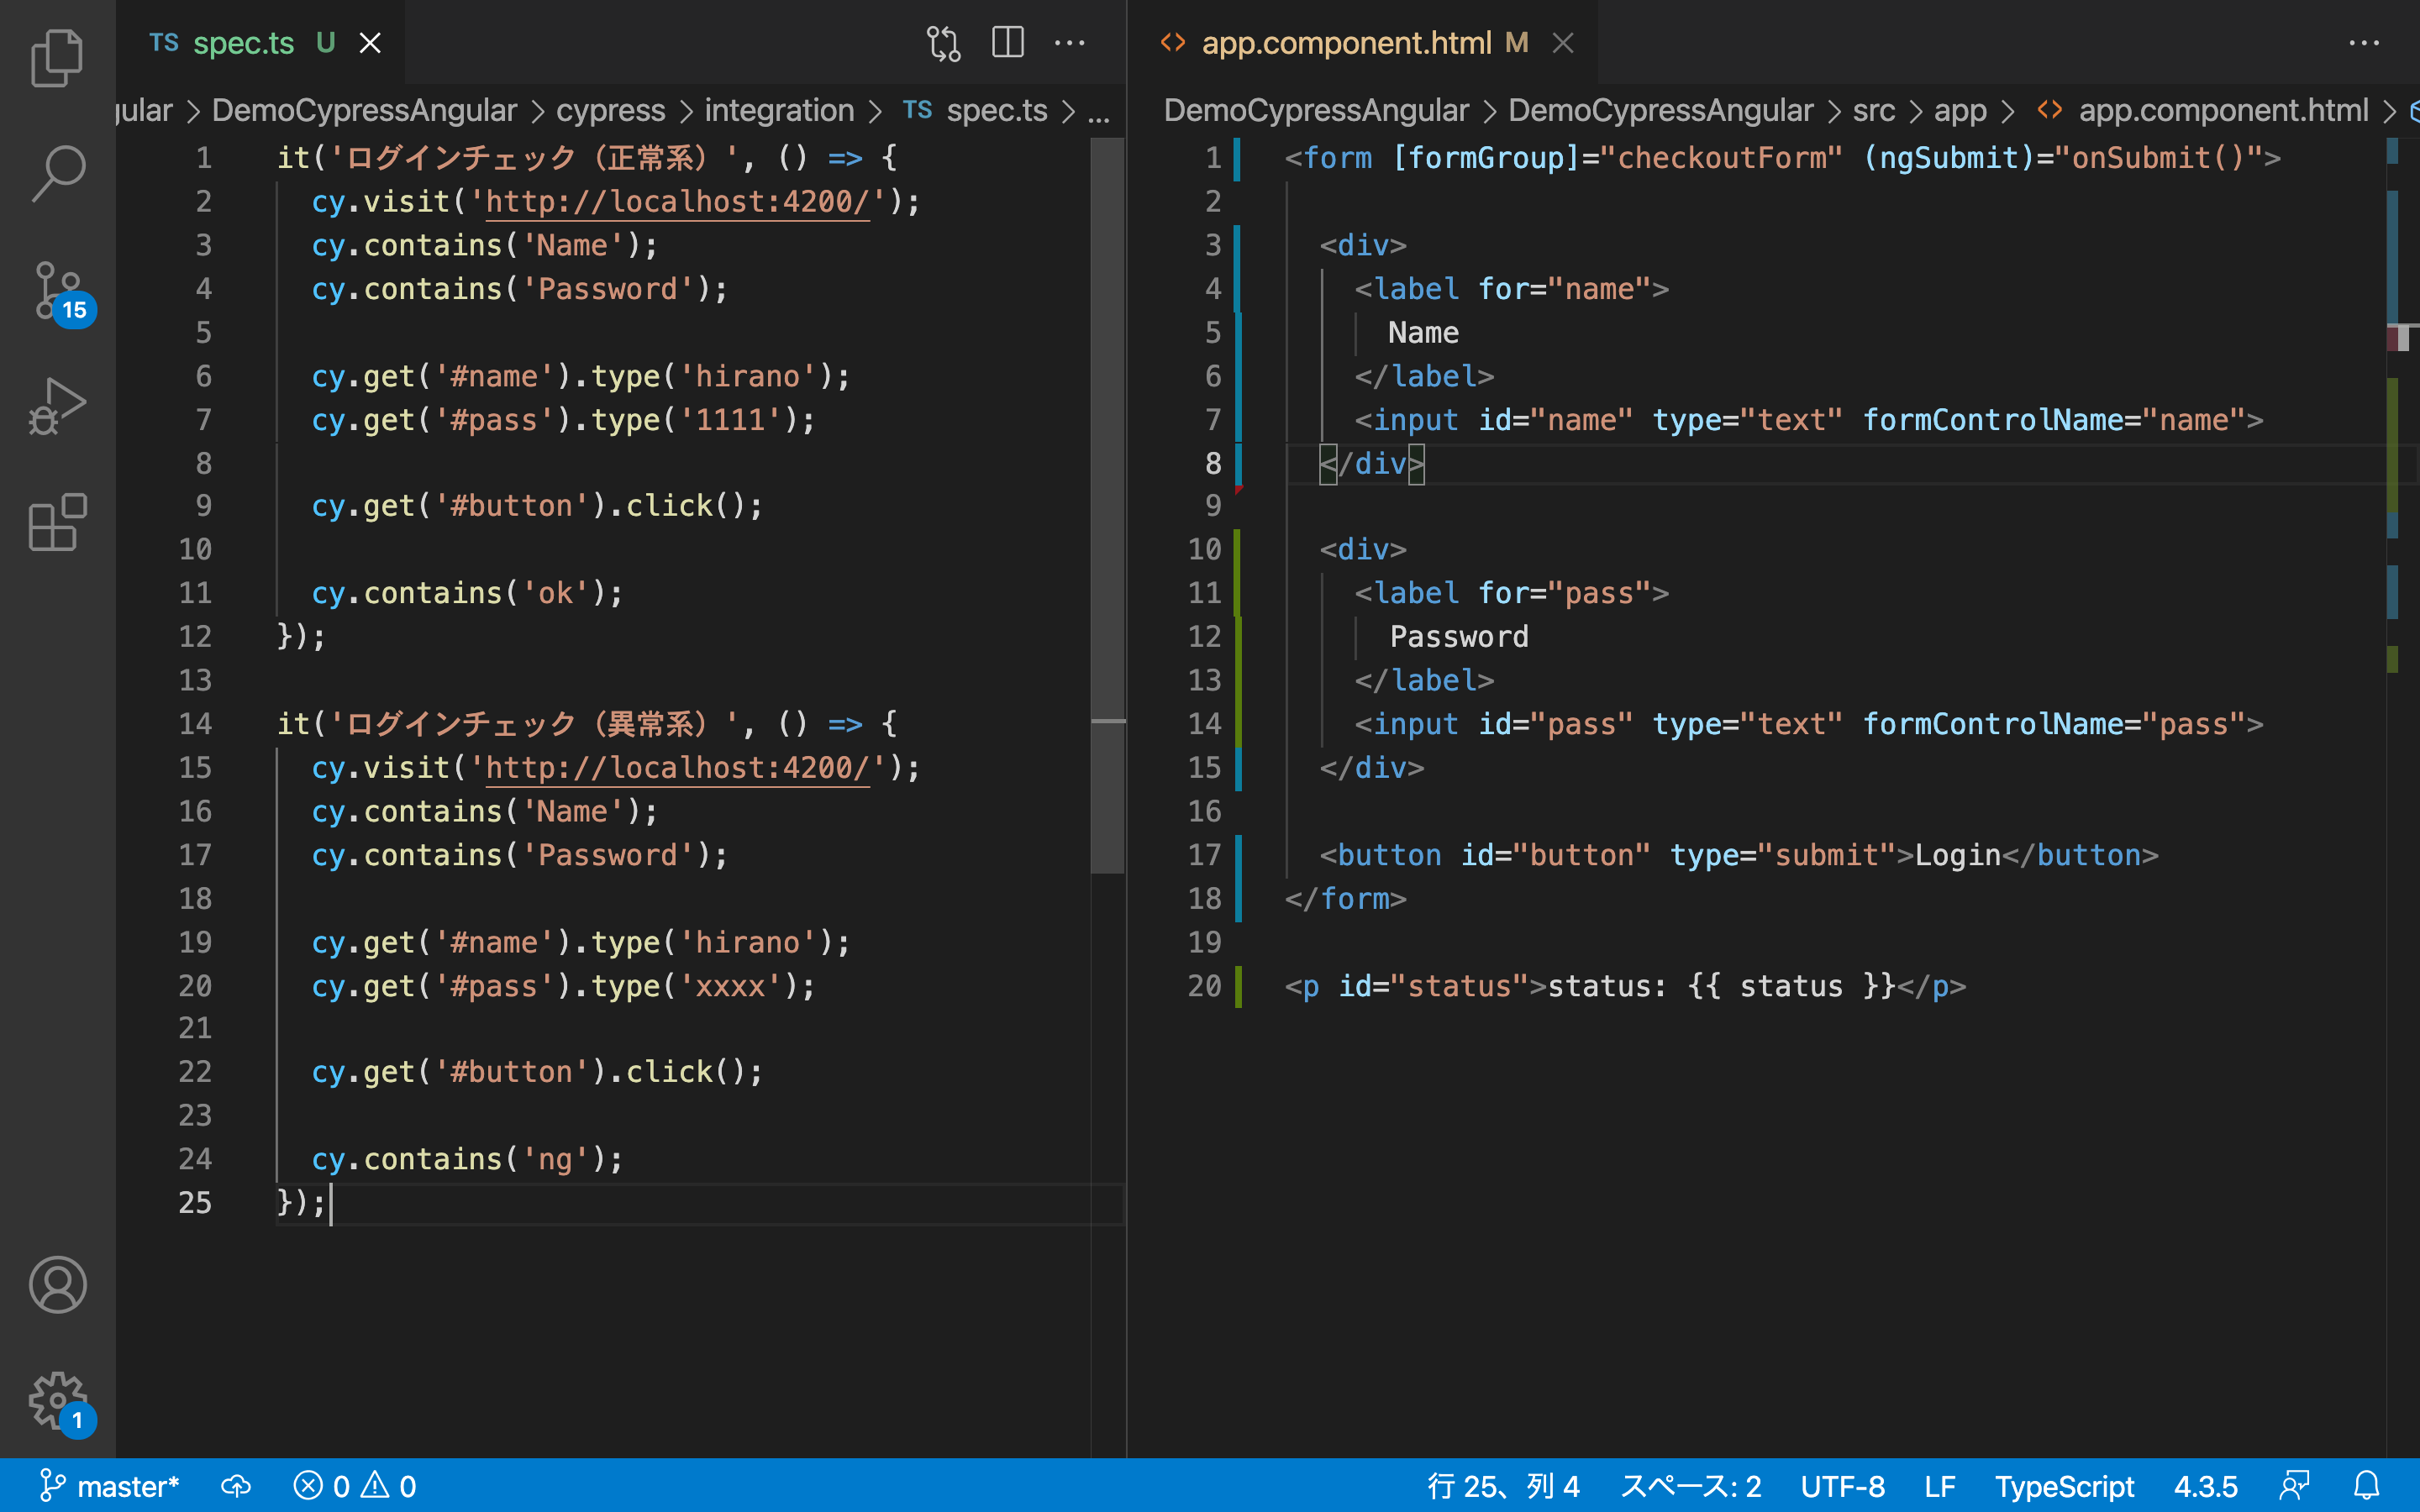 TS spec.ts U
gular > DemoCypressAngular > cypress > integration > TS spec.ts > ...
1 it('ログインチェック（正常系）', () => {
2 cy.visit('http://localhost:4200/');
3 cy.contains('Name');
4 cy.contains('Password');
5
6 cy.get('#name').type('hirano');
7 cy.get('#pass').type('1111');
8
9 cy.get('#button').click();
10
11 cy.contains('ok');
12 });
13
14 it('ログインチェック（異常系）', () => {
15 cy.visit('http://localhost:4200/');
16 cy.contains('Name');
17 cy.contains('Password');
18
19 cy.get('#name').type('hirano');
20 cy.get('#pass').type('xxxx');
21
22 cy.get('#button').click();
23
24 cy.contains('ng');
25 });
<> app.component.html M
DemoCypressAngular > DemoCypressAngular > src > app > <> app.component.html >
1 <form [formGroup]="checkoutForm" (ngSubmit)="onSubmit()">
2
3 <div>
4 <label for="name">
5 Name
6 </label>
7 <input id="name" type="text" formControlName="name">
8 </div>
9
10 <div>
11 <label for="pass">
12 Password
13 </label>
14 <input id="pass" type="text" formControlName="pass">
15 </div>
16
17 <button id="button" type="submit">Login</button>
18 </form>
19
20 <p id="status">status: {{ status }}</p>
15
1
master* 0 0 行 25、列 4 スペース: 2 UTF-8 LF TypeScript 4.3.5